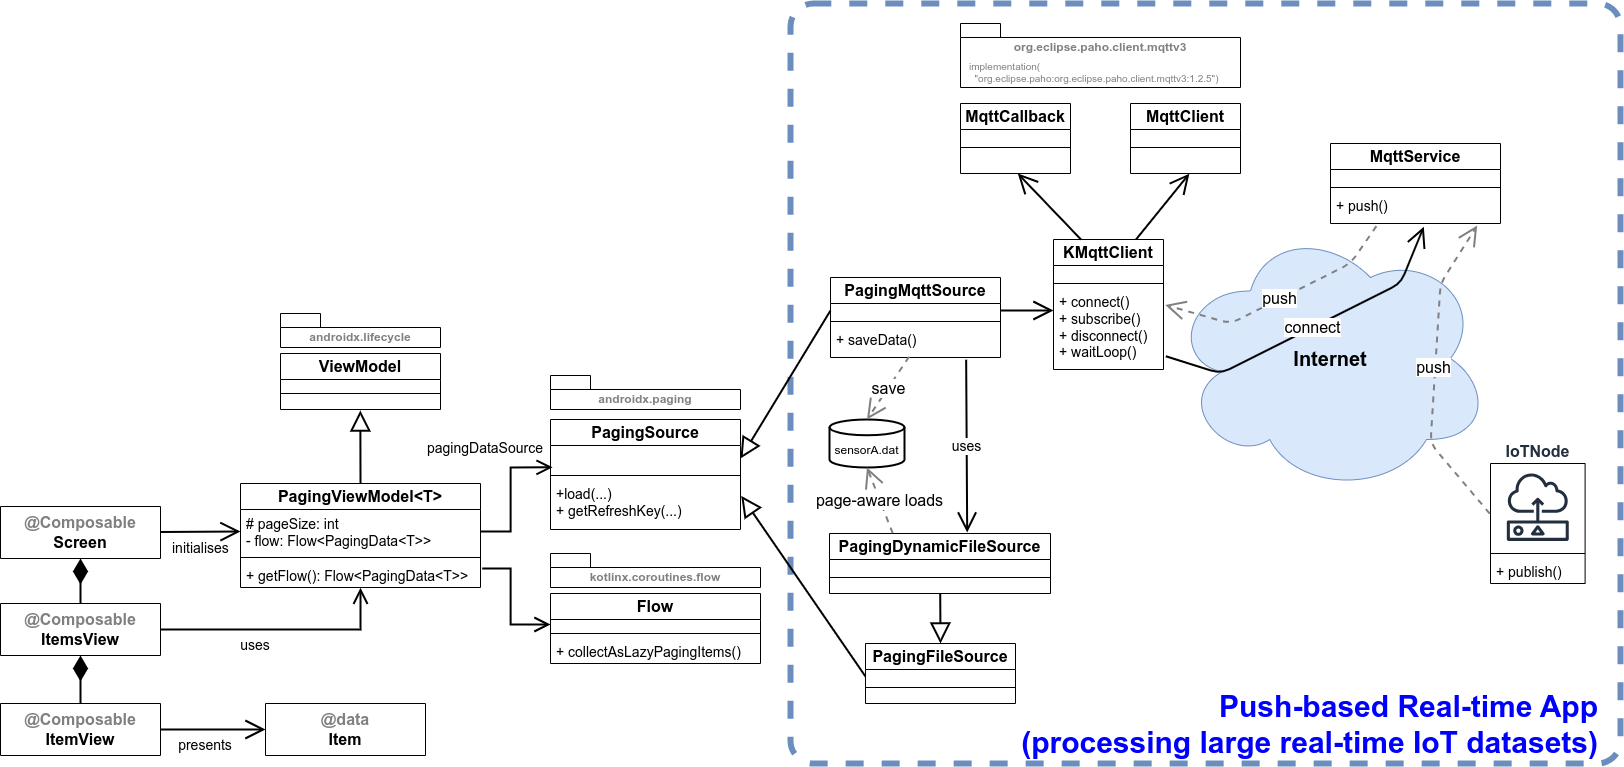 org.eclipse.paho.client.mqttv3
implementation(
"org.eclipse.paho:org.eclipse.paho.client.mqttv3:1.2.5")
MqttCallback
MqttClient
MqttService
+ push()
KMqttClient
+ connect()
+ subscribe()
+ disconnect()
+ waitLoop()
PagingMqttSource
+ saveData()
push
connect
Internet
push
androidx.lifecycle
ViewModel
save
sensorA.dat
uses
page-aware loads
androidx.paging
PagingSource
+load(...)
+ getRefreshKey(...)
pagingDataSource
IoTNode
+ publish()
PagingViewModel<T>
# pageSize: int
- flow: Flow<PagingData<T>>
+ getFlow(): Flow<PagingData<T>>
@Composable
Screen
initialises
PagingDynamicFileSource
kotlinx.coroutines.flow
Flow
+ collectAsLazyPagingItems()
@Composable
ItemsView
uses
PagingFileSource
@Composable
ItemView
presents
@data
Item
Push-based Real-time App
(processing large real-time IoT datasets)